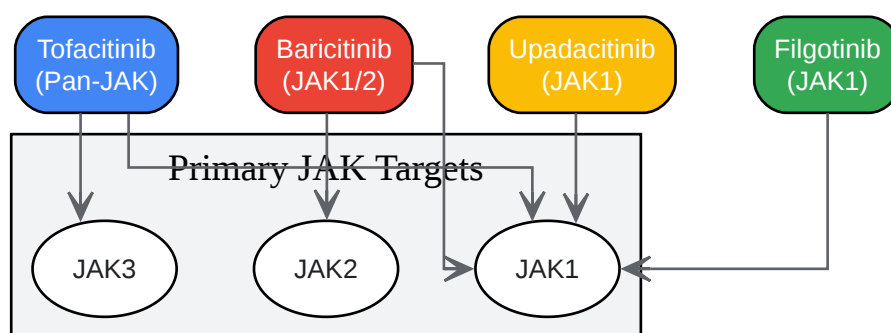 Tofacitinib
(Pan-JAK)
Baricitinib
(JAK1/2)
Upadacitinib
(JAK1)
Filgotinib
(JAK1)
Primary JAK Targets
JAK3
JAK2
JAK1